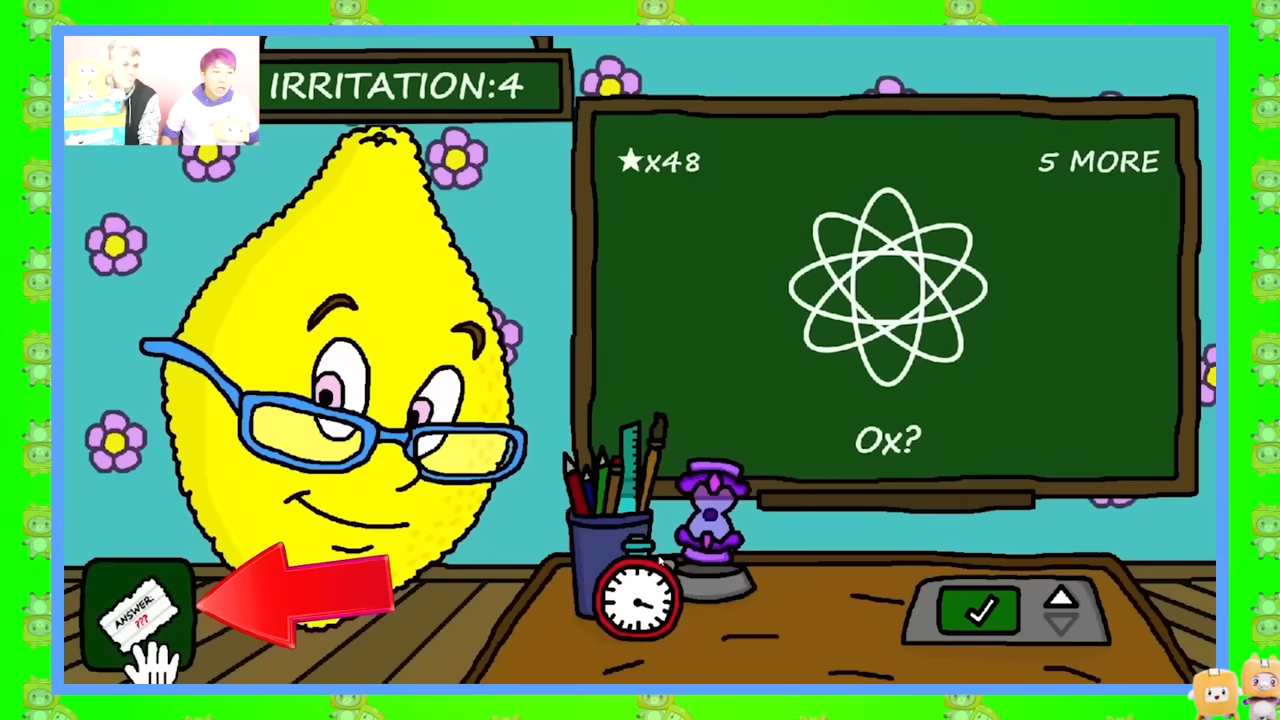 IRRITATION:4
★x48
5 MORE
Ox?
ANSWER:
???